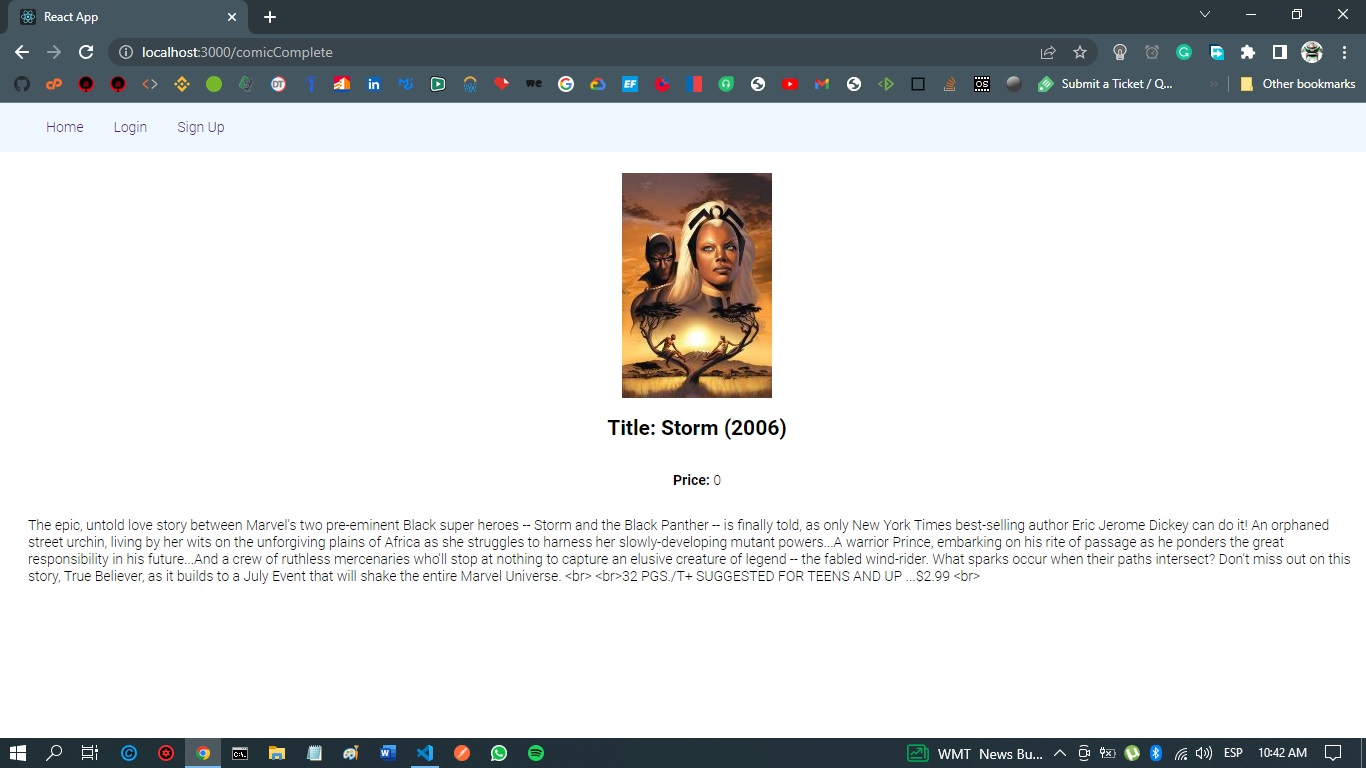 React App
localhost:3000/comicComplete
Submit a Ticket / Q...
Other bookmarks
Home Login Sign Up
Title: Storm (2006)
Price: 0
The epic, untold love story between Marvel's two pre-eminent Black super heroes -- Storm and the Black Panther -- is finally told, as only New York Times best-selling author Eric Jerome Dickey can do it! An orphaned
street urchin, living by her wits on the unforgiving plains of Africa as she struggles to harness her slowly-developing mutant powers...A warrior Prince, embarking on his rite of passage as he ponders the great
responsibility in his future...And a crew of ruthless mercenaries who'll stop at nothing to capture an elusive creature of legend -- the fabled wind-rider. What sparks occur when their paths intersect? Don't miss out on this
story, True Believer, as it builds to a July Event that will shake the entire Marvel Universe. <br> <br>32 PGS./T+ SUGGESTED FOR TEENS AND UP ...$2.99 <br>
WMT News Bu... ESP 10:42 AM